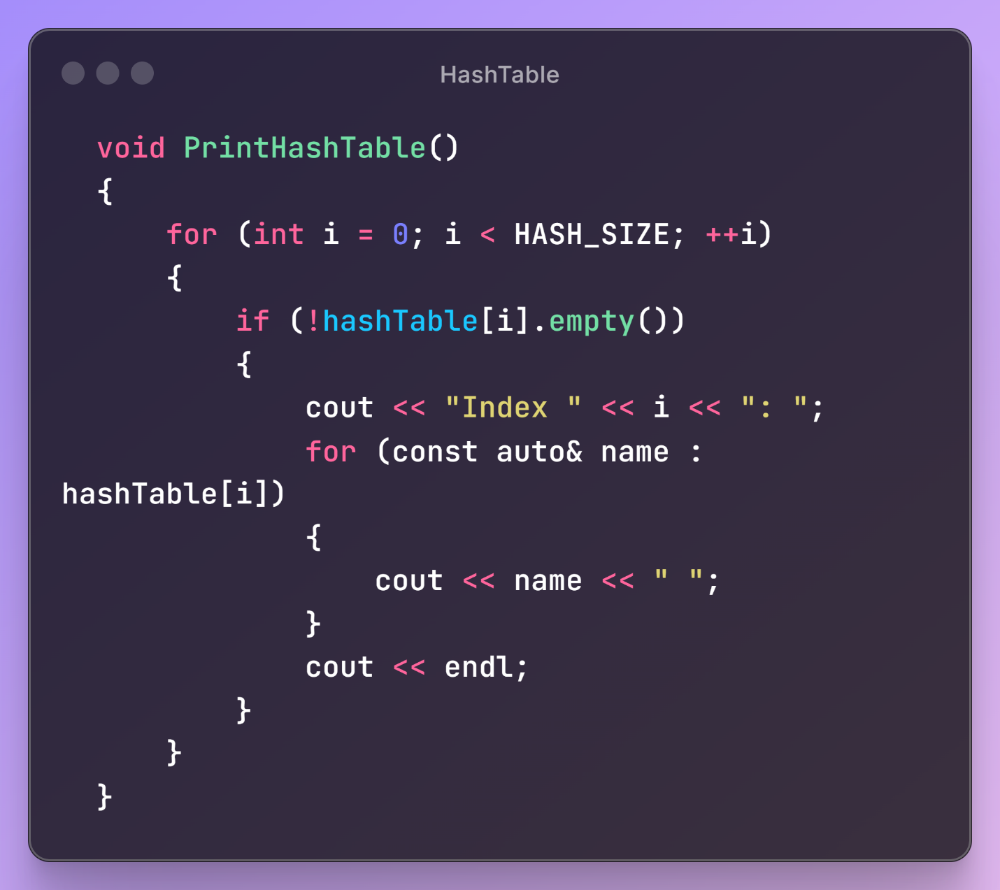 HashTable
void PrintHashTable()
{
for (int i = 0; i < HASH_SIZE; ++i)
{
if (!hashTable[i].empty())
{
cout << "Index " << i << ": ";
for (const auto& name :
hashTable[i])
{
cout << name << " ";
}
cout << endl;
}
}
}